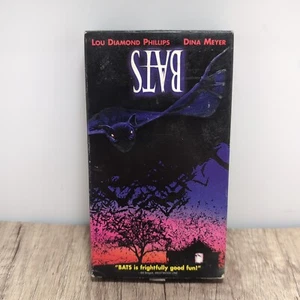 LOU DIAMOND PHILLIPS DINA MEYER
BATS
"BATS is frightfully good fun!"